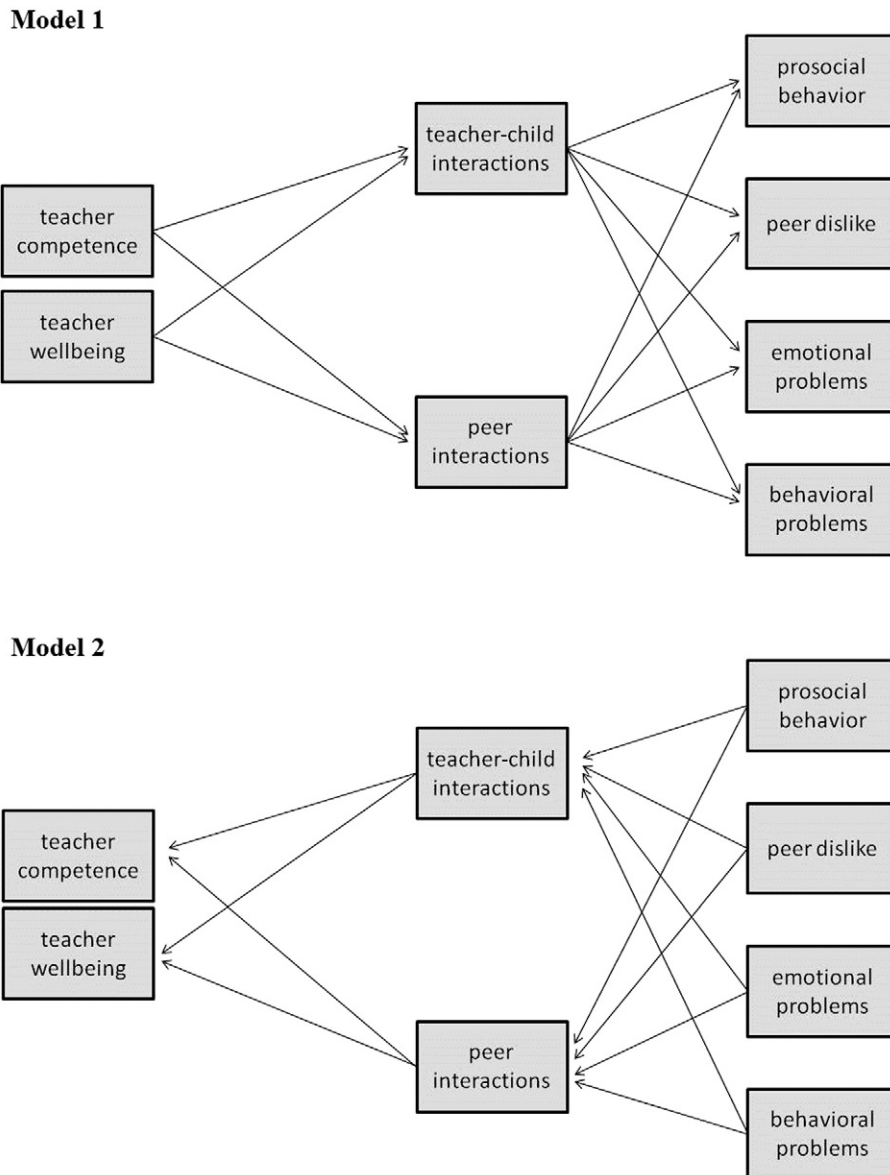 Model 1
prosocial
behavior
teacher-child
interactions
teacher
competence
peer dislike
teacher
wellbeing
emotional
problems
peer
interactions
behavioral
problems
Model 2
prosocial
behavior
teacher-child
interactions
teacher
competence
peer dislike
teacher
wellbeing
emotional
problems
peer
interactions
behavioral
problems